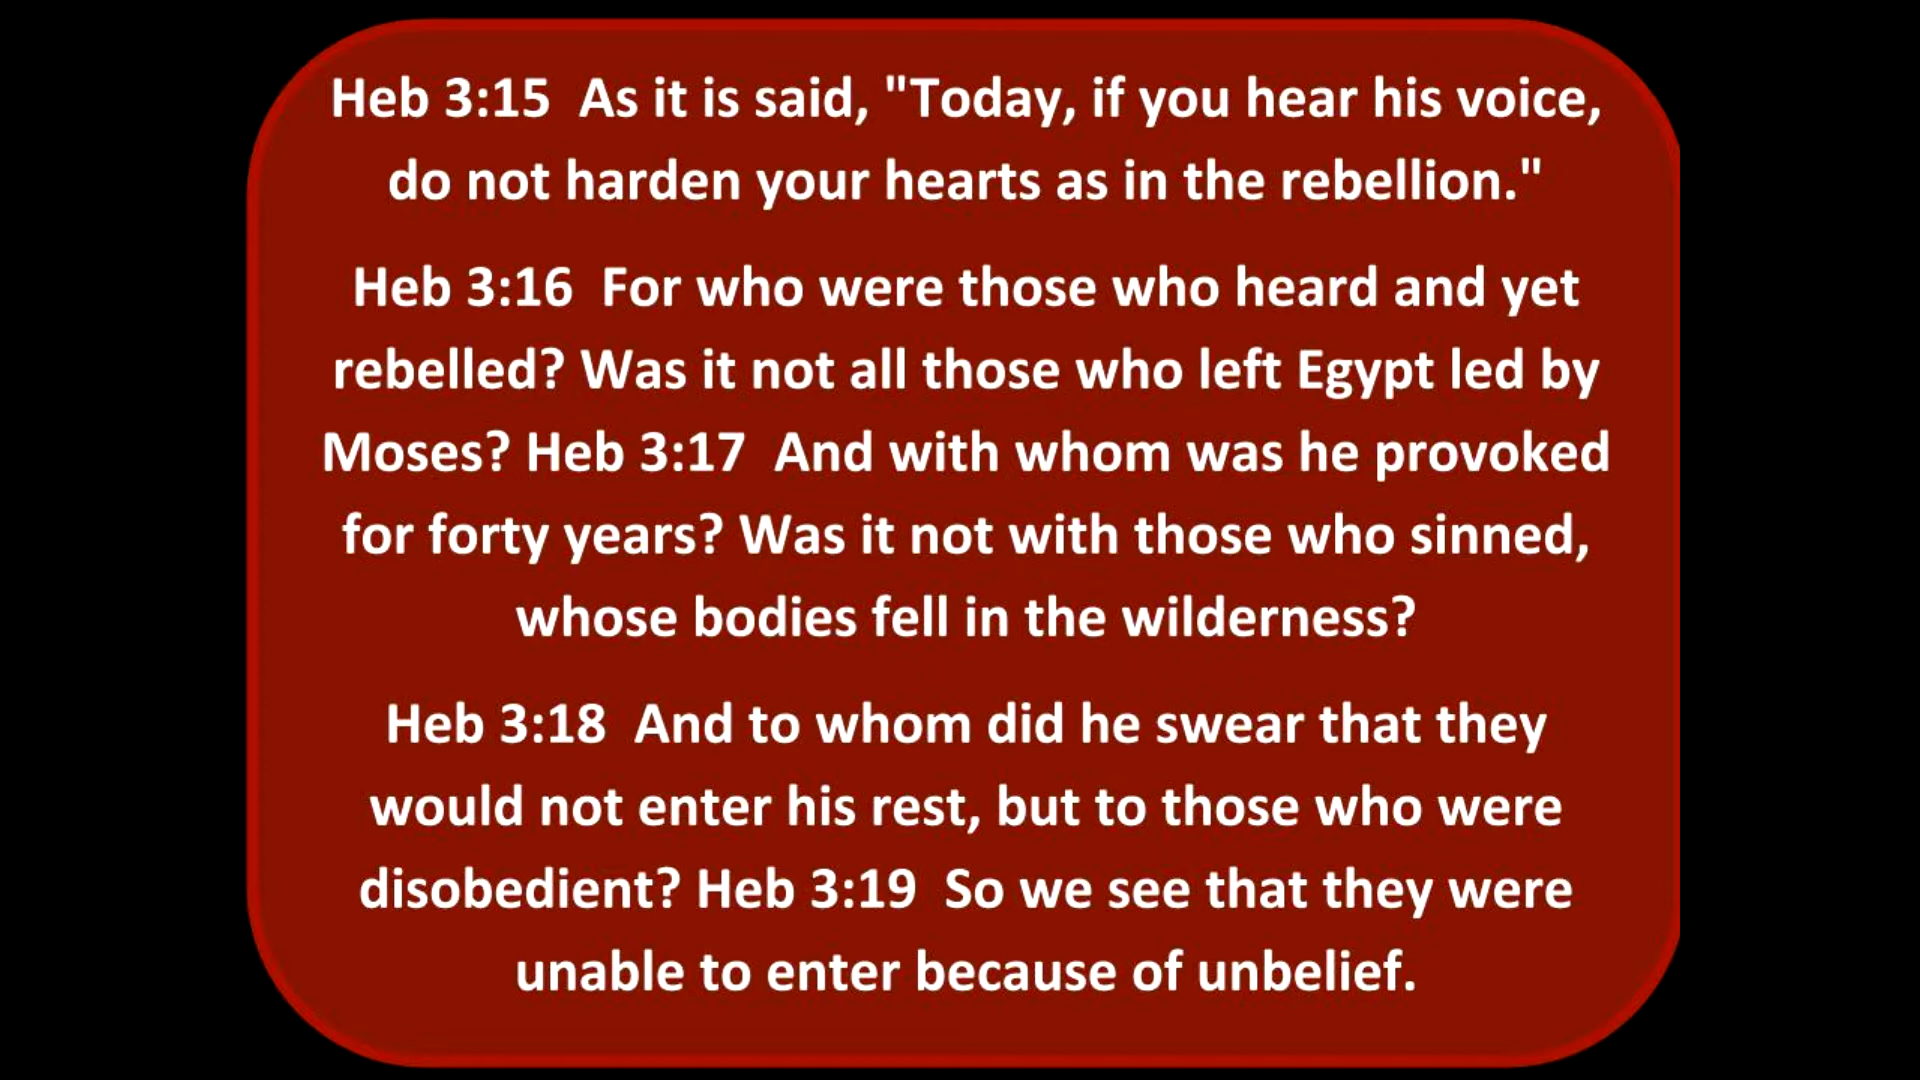 Heb 3:15  As it is said, "Today, if you hear his voice,
do not harden your hearts as in the rebellion."
Heb 3:16  For who were those who heard and yet
rebelled? Was it not all those who left Egypt led by
Moses? Heb 3:17  And with whom was he provoked
for forty years? Was it not with those who sinned,
whose bodies fell in the wilderness?
Heb 3:18  And to whom did he swear that they
would not enter his rest, but to those who were
disobedient? Heb 3:19  So we see that they were
unable to enter because of unbelief.